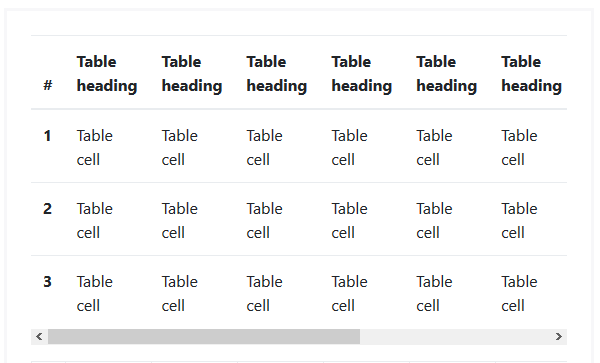 # Table heading Table heading Table heading Table heading Table heading Table heading
1 Table cell Table cell Table cell Table cell Table cell Table cell
2 Table cell Table cell Table cell Table cell Table cell Table cell
3 Table cell Table cell Table cell Table cell Table cell Table cell